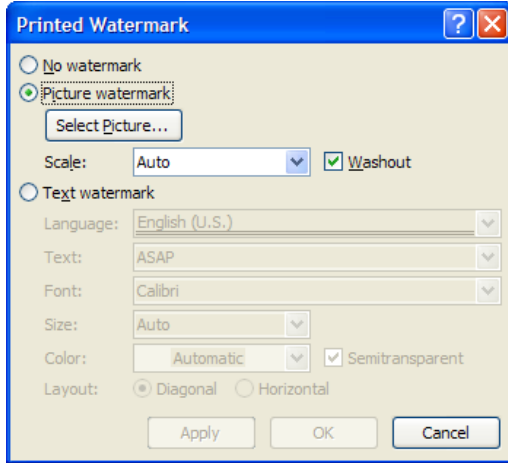 Printed Watermark
No watermark
Picture watermark
Select Picture...
Scale: Auto Washout
Text watermark
Language: English (U.S.)
Text: ASAP
Font: Calibri
Size: Auto
Color: Automatic Semitransparent
Layout: Diagonal Horizontal
Apply OK Cancel